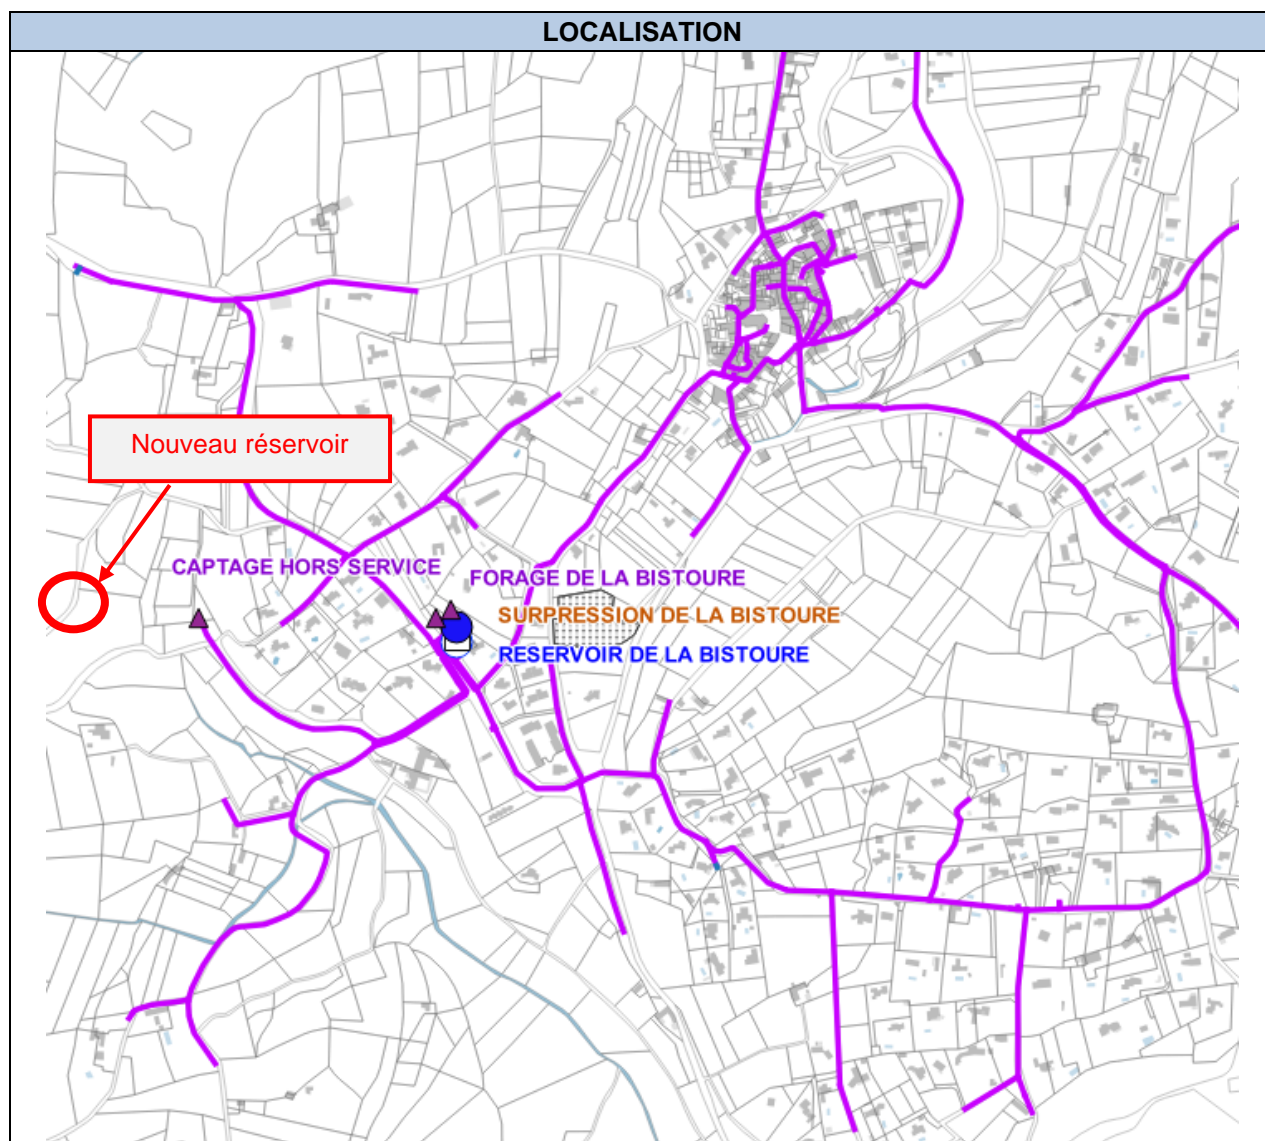 LOCALISATION
Nouveau réservoir
CAPTAGE HORS SERVICE
FORAGE DE LA BISTOURE
SURPRESSION DE LA BISTOURE
RESERVOIR DE LA BISTOURE